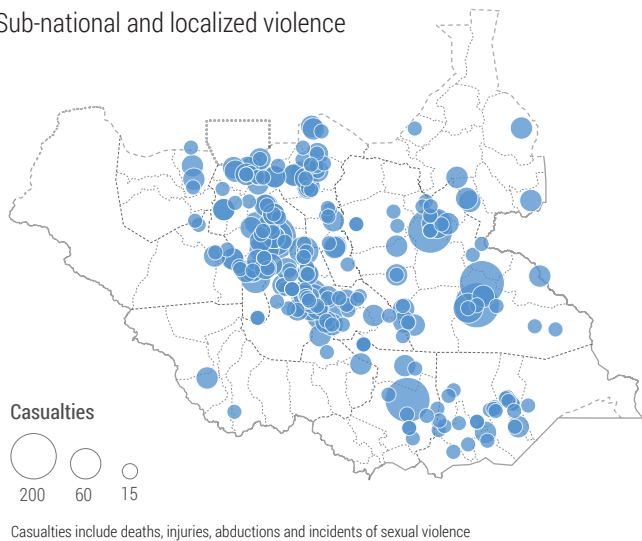 Sub-national and localized violence
Casualties
200 60 15
Casualties include deaths, injuries, abductions and incidents of sexual violence